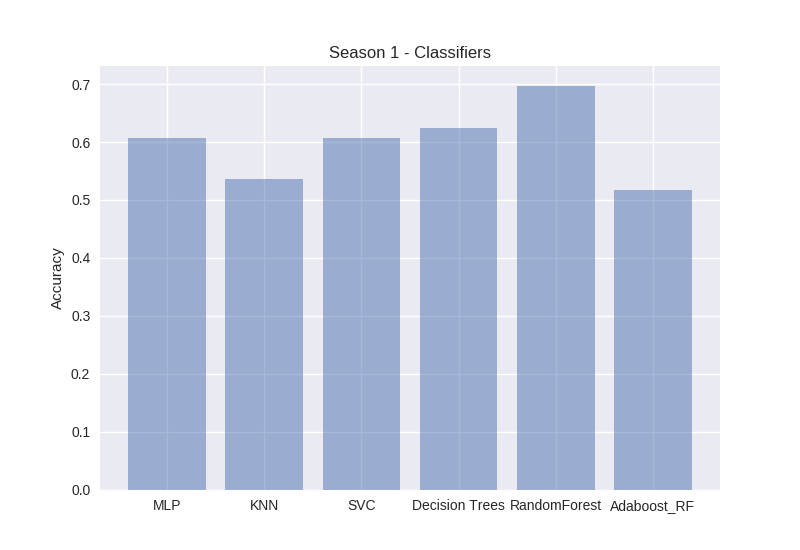 Season 1 - Classifiers
Accuracy
0.7
0.6
0.5
0.4
0.3
0.2
0.1
0.0
MLP KNN SVC Decision Trees RandomForest Adaboost_RF